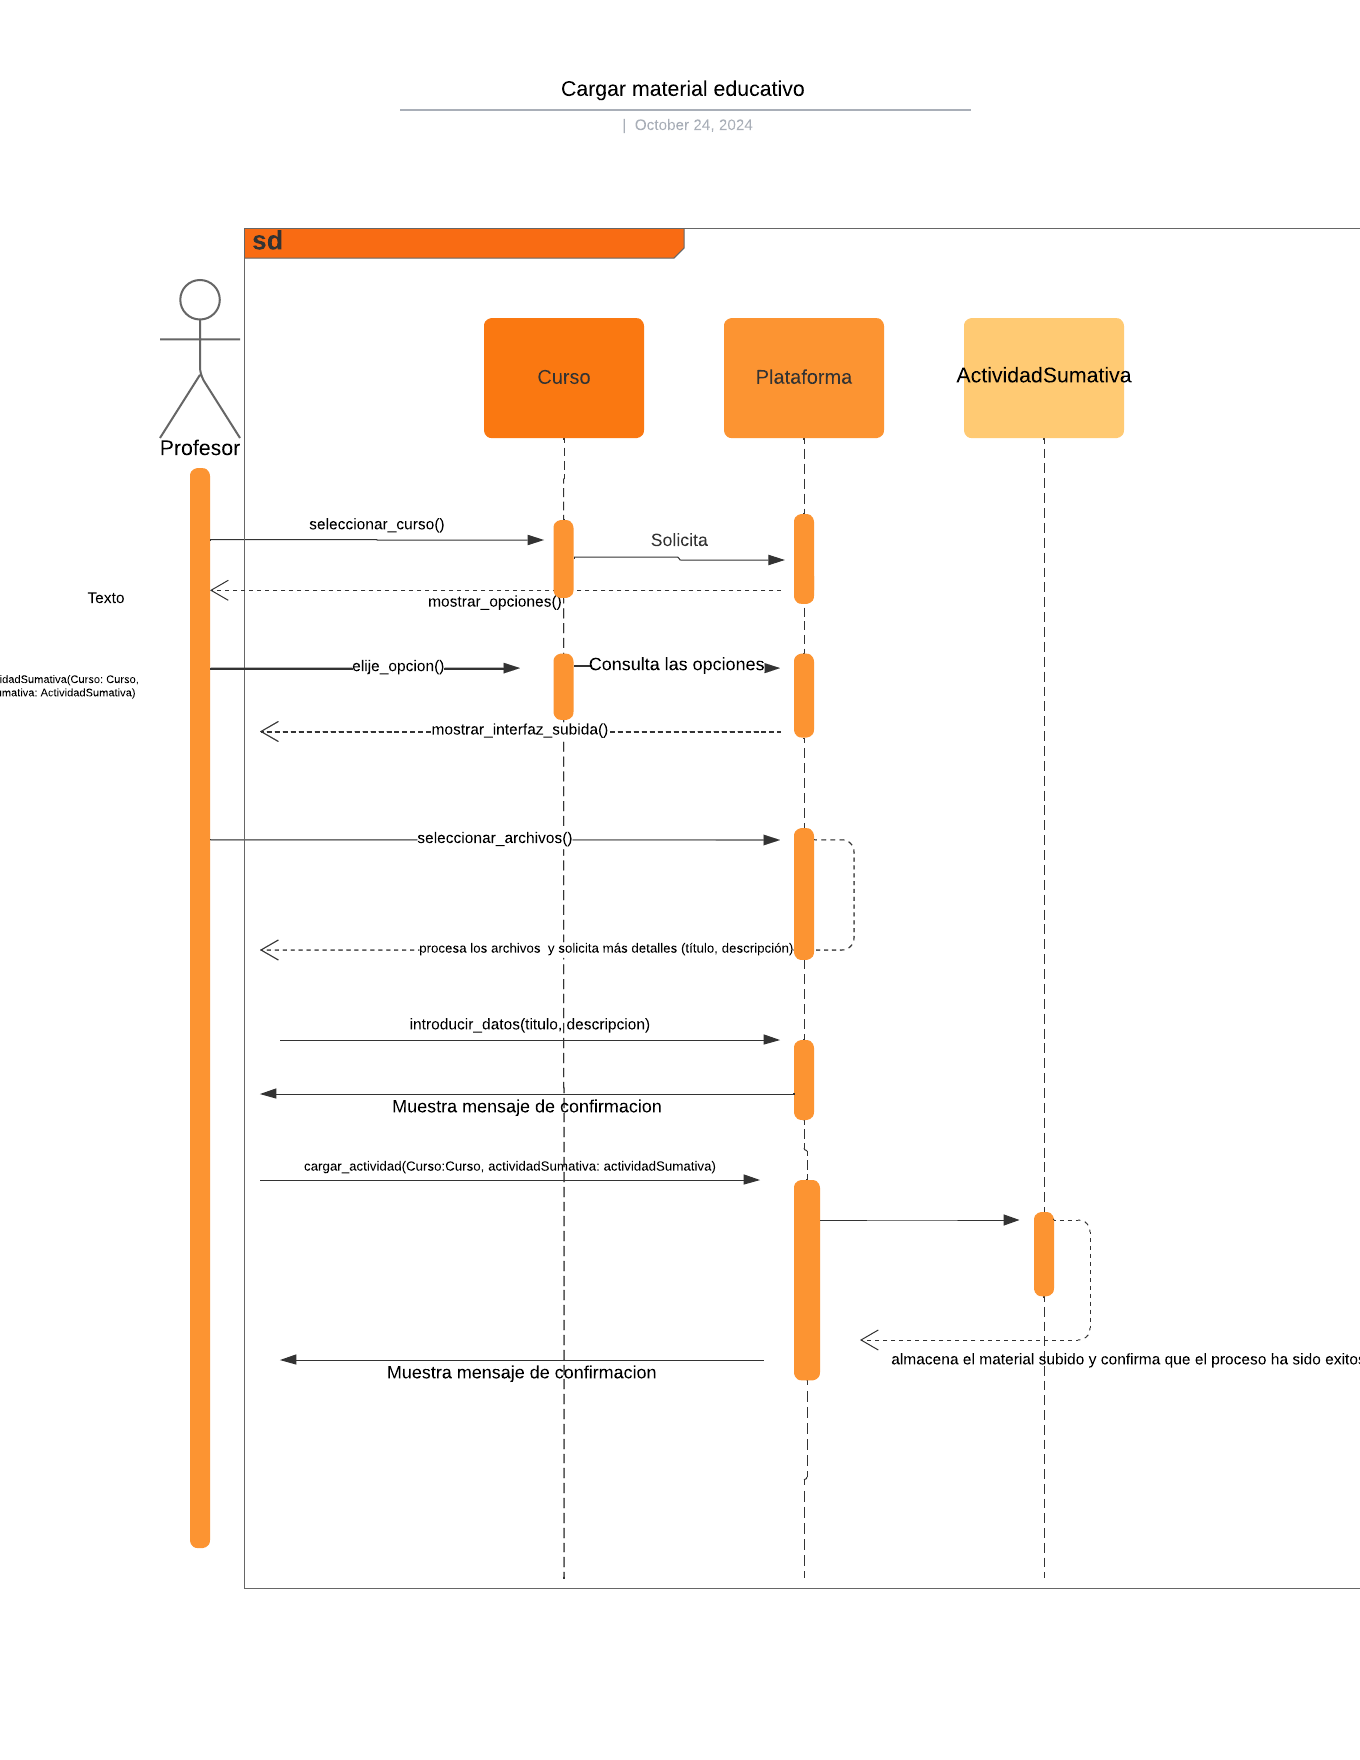 Cargar material educativo
| October 24, 2024
sd
Curso
Plataforma
ActividadSumativa
Profesor
seleccionar_curso()
Solicita
Texto
mostrar_opciones()
elije_opcion()
Consulta las opciones
idadSumativa(Curso: Curso,
umativa: ActividadSumativa)
mostrar_interfaz_subida()
seleccionar_archivos()
procesa los archivos y solicita más detalles (título, descripción)
introducir_datos(titulo, descripcion)
Muestra mensaje de confirmacion
cargar_actividad(Curso:Curso, actividadSumativa: actividadSumativa)
almacena el material subido y confirma que el proceso ha sido exitos
Muestra mensaje de confirmacion